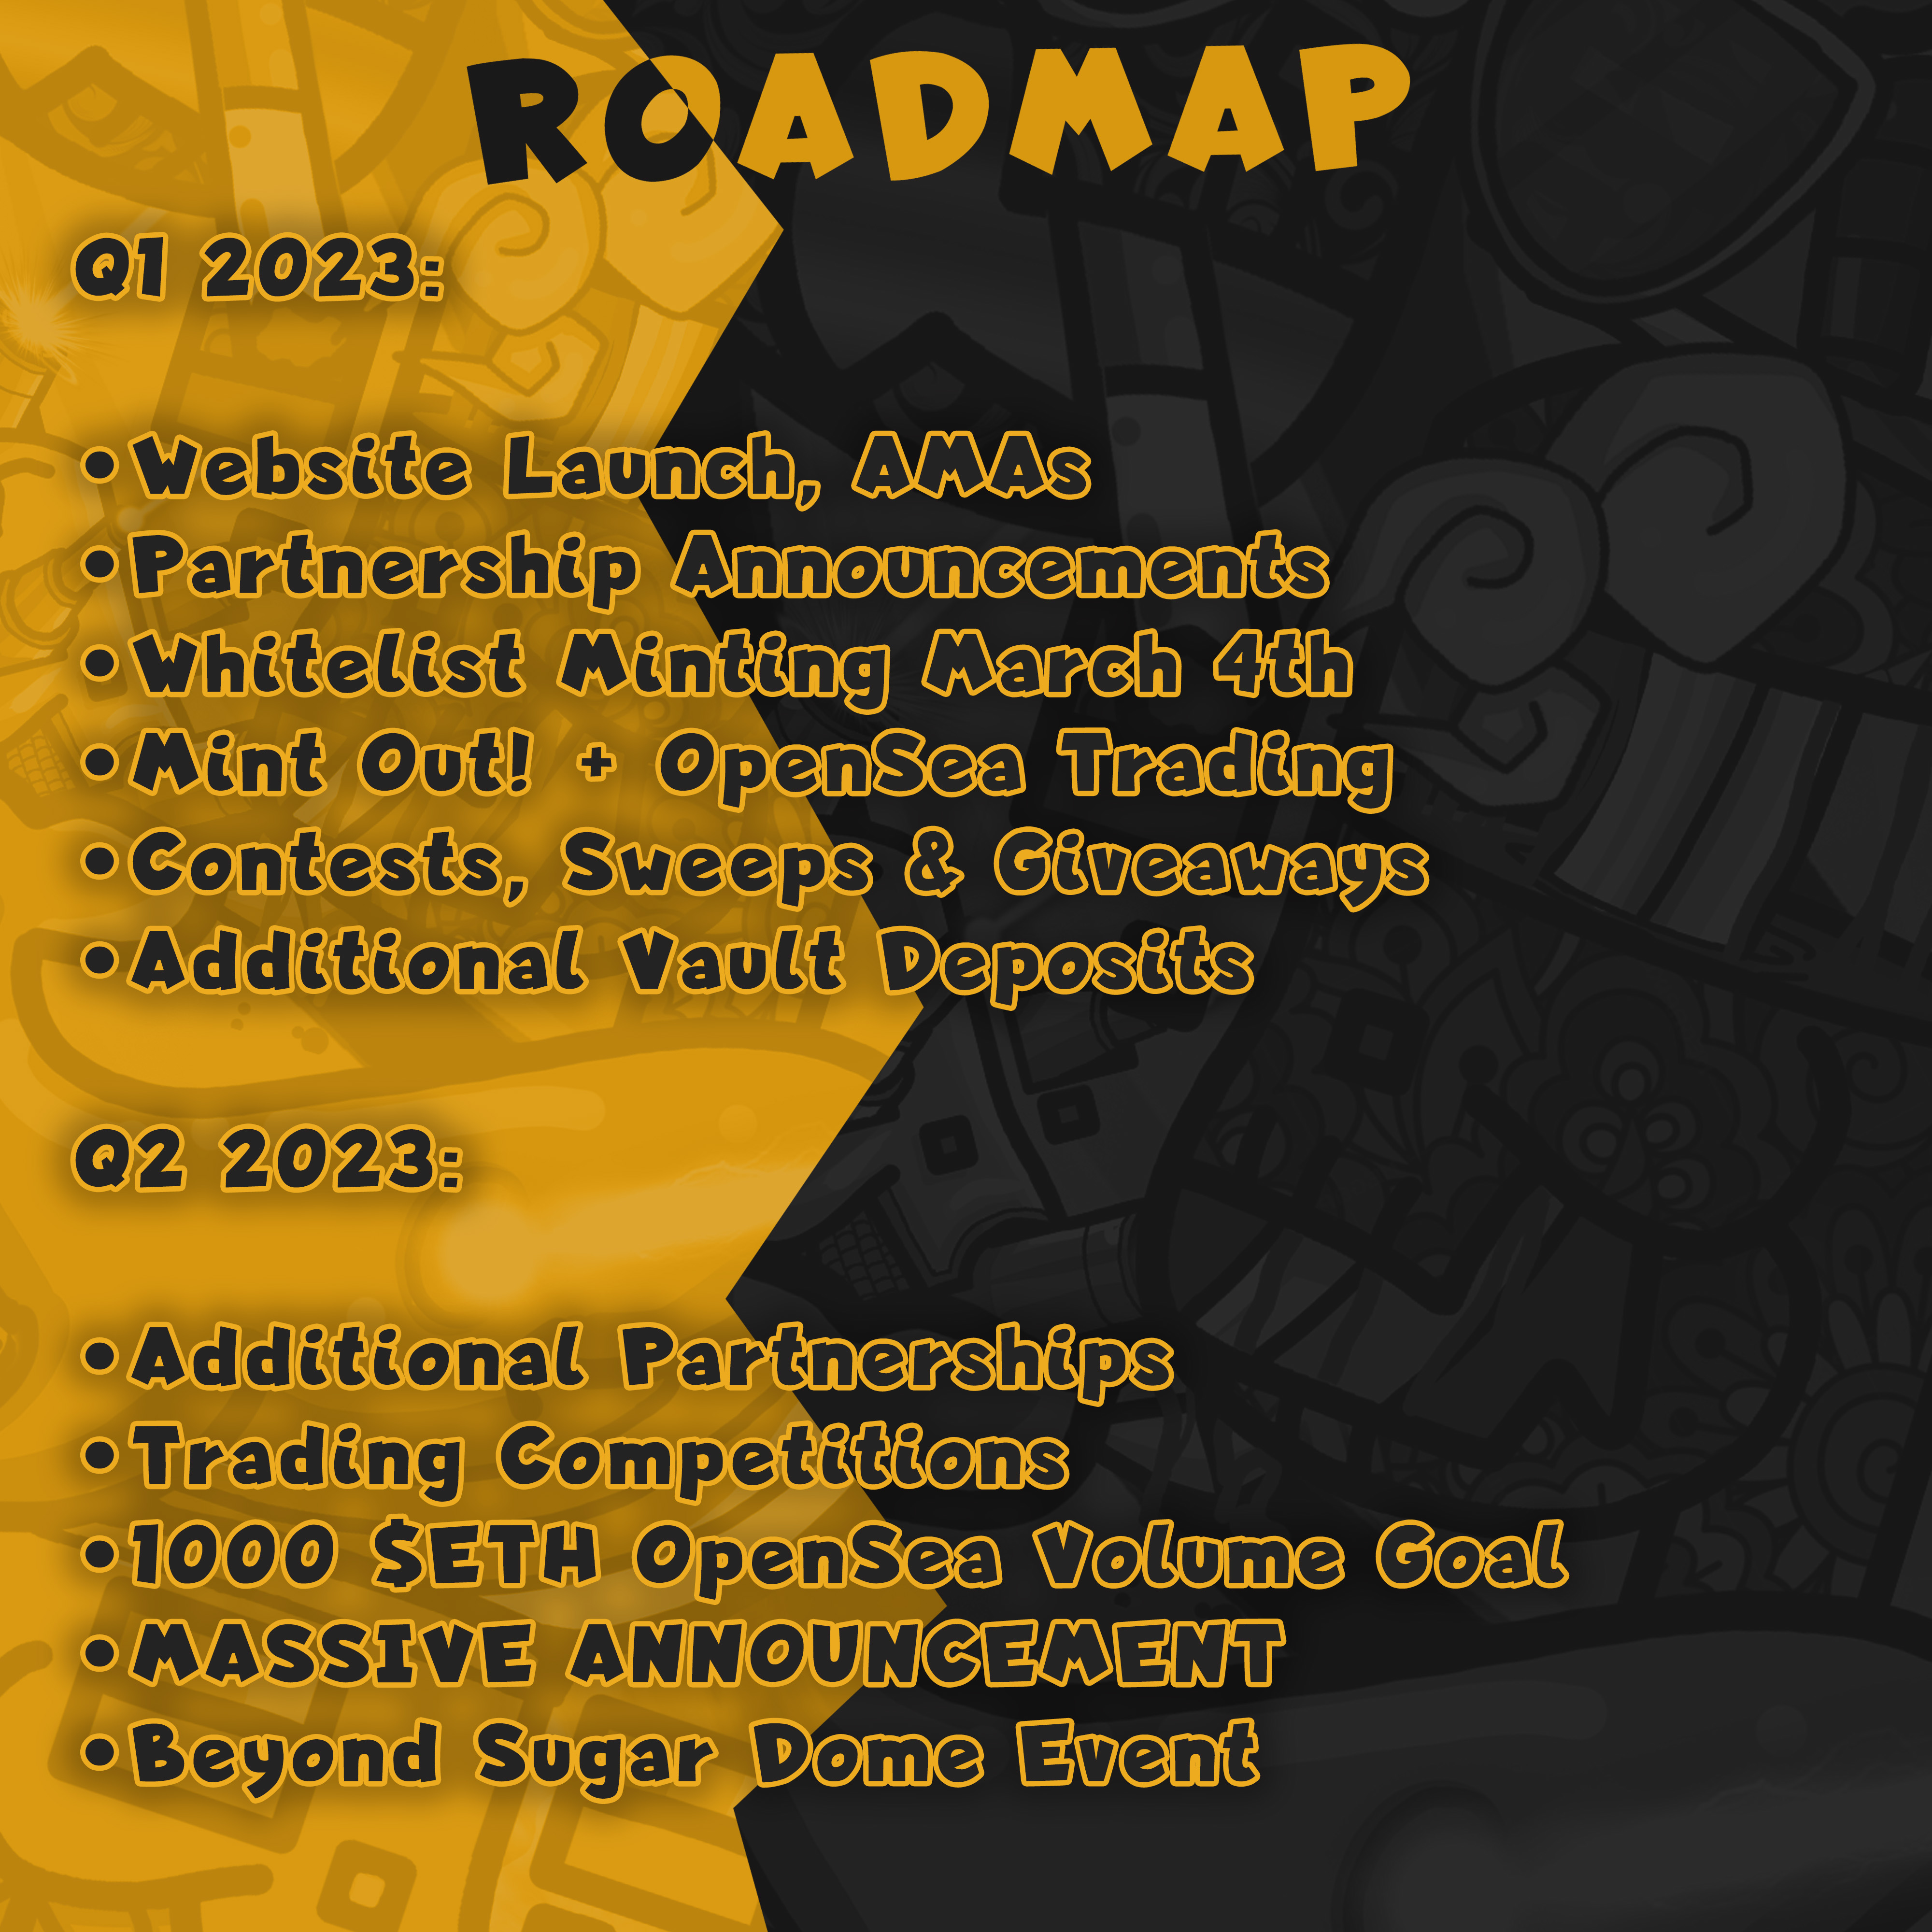 ROADMAP
Q1 2023:
• Website Launch, AMAs
• Partnership Announcements
• Whitelist Minting March 4th
• Mint Out! + OpenSea Trading
• Contests, Sweeps & Giveaways
• Additional Vault Deposits
Q2 2023:
• Additional Partnerships
• Trading Competitions
• 1000 $ETH OpenSea Volume Goal
• MASSIVE ANNOUNCEMENT
• Beyond Sugar Dome Event